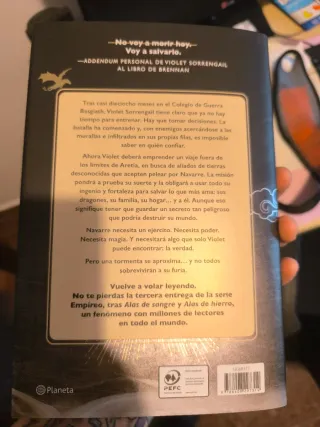 No voy a morir hoy.
Voy a salvarlo.
—ADDENDUM PERSONAL DE VIOLET SORRENGAIL
AL LIBRO DE BRENNAN
Tras casi dieciocho meses en el Colegio de Guerra
Basgiath, Violet Sorrengail tiene claro que ya no hay
tiempo para entrenar. Hay que tomar decisiones. La
batalla ha comenzado y, con enemigos acercándose a las
murallas e infiltrados en sus propias filas, es imposible
saber en quién confiar.
Ahora Violet deberá emprender un viaje fuera de
los límites de Aretia, en busca de aliados de tierras
desconocidas que acepten pelear por Navarre. La misión
pondrá a prueba su suerte y la obligará a usar todo su
ingenio y fortaleza para salvar lo que más ama: sus
dragones, su familia, su hogar… y a él. Aunque eso
signifique tener que guardar un secreto tan peligroso
que podría destruir su mundo.
Navarre necesita un ejército. Necesita poder.
Necesita magia. Y necesitará algo que solo Violet
puede encontrar: la verdad.
Pero una tormenta se aproxima… y no todos
sobrevivirán a su furia.
Vuelve a volar leyendo.
No te pierdas la tercera entrega de la serie
Empíreo, tras Alas de sangre y Alas de hierro,
un fenómeno con millones de lectores
en todo el mundo.
Planeta
PEFC